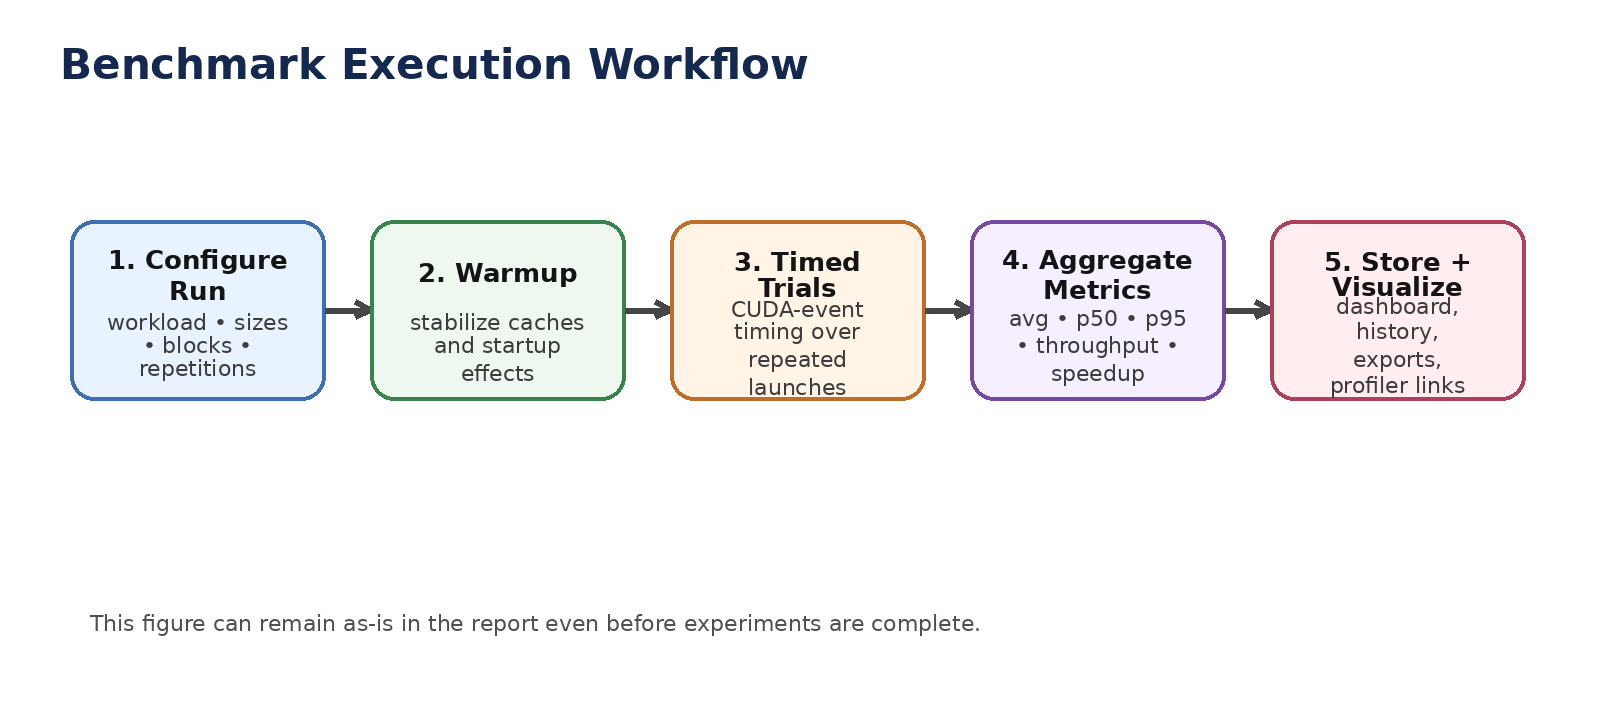 Benchmark Execution Workflow
1. Configure
Run
workload • sizes
• blocks •
repetitions
2. Warmup
stabilize caches
and startup
effects
3. Timed
Trials
CUDA-event
timing over
repeated
launches
4. Aggregate
Metrics
avg • p50 • p95
• throughput •
speedup
5. Store +
Visualize
dashboard,
history,
exports,
profiler links
This figure can remain as-is in the report even before experiments are complete.